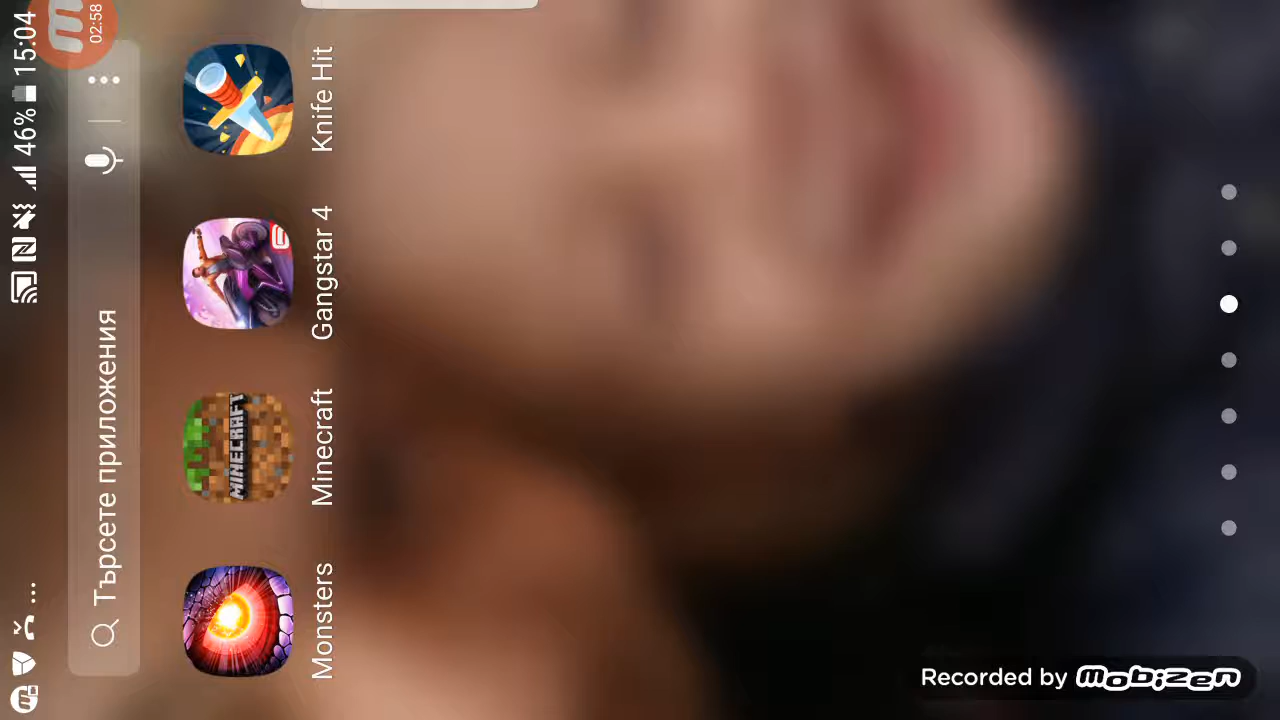 46% 15:04
02:58
Търсете приложения
Monsters
Minecraft
Gangstar 4
Knife Hit
MINECRAFT
Recorded by mobizen